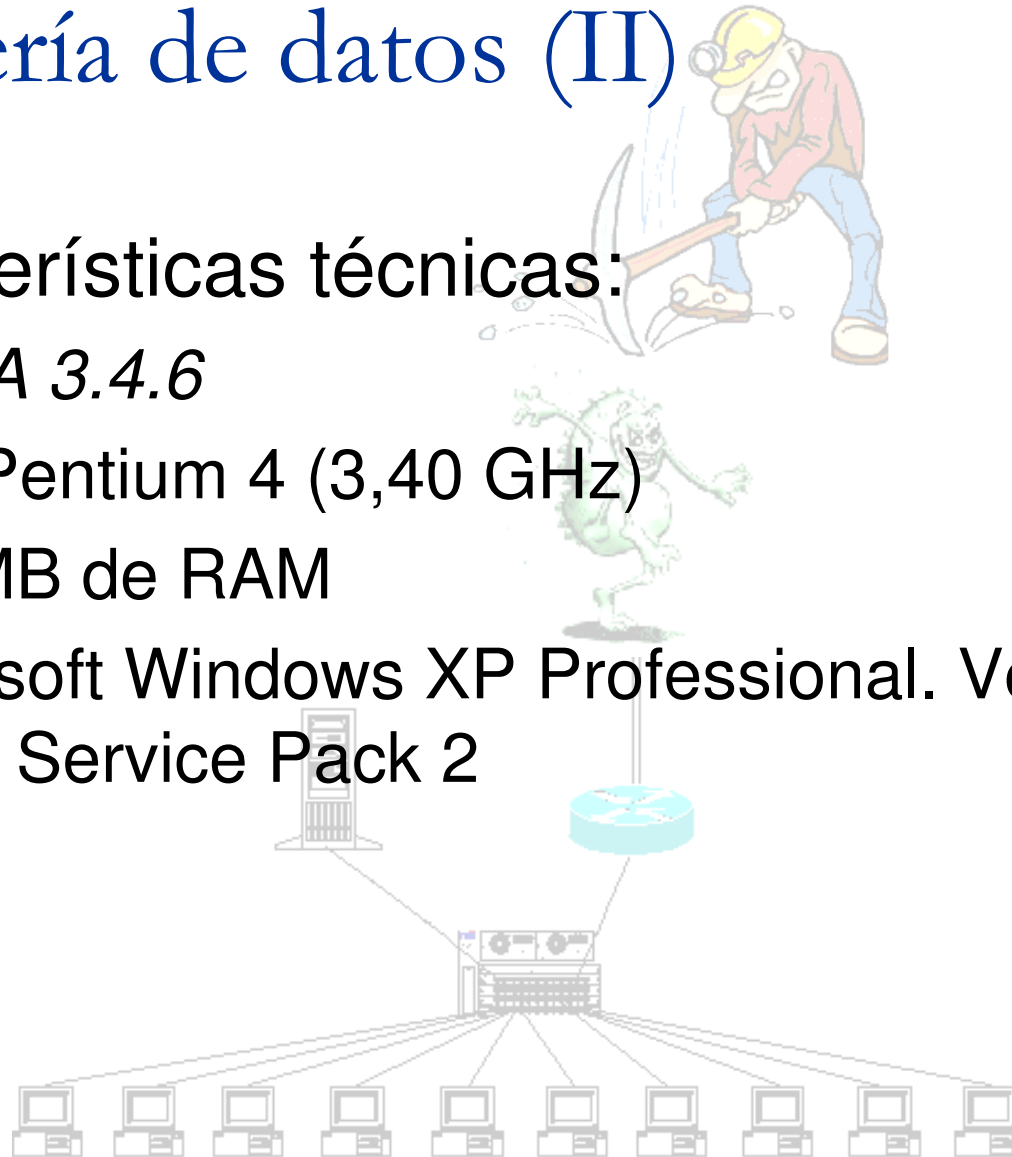 ería de datos (II)
erísticas técnicas:
A 3.4.6
Pentium 4 (3,40 GHz)
MB de RAM
soft Windows XP Professional. Ve
Service Pack 2